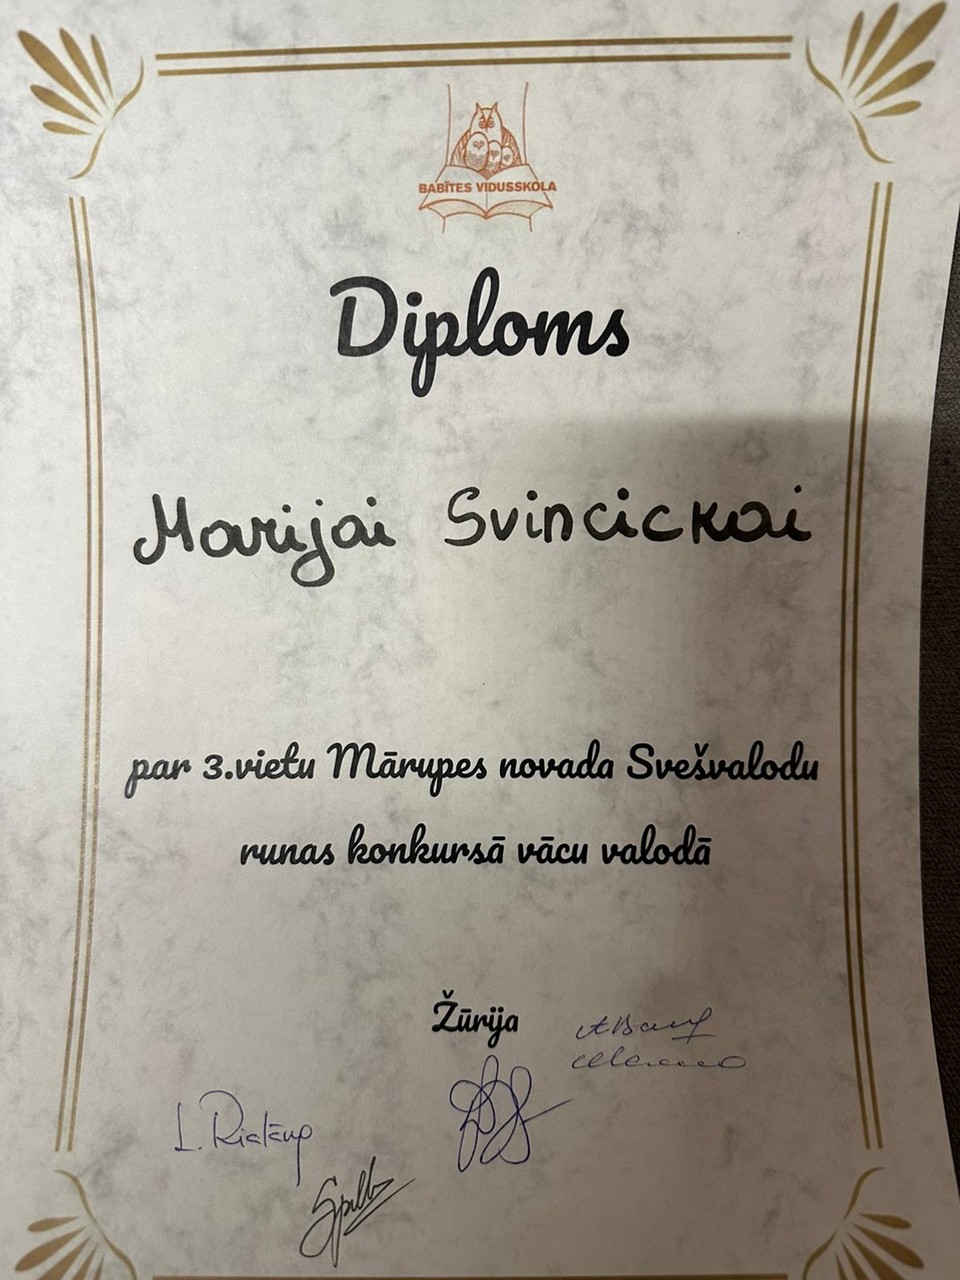 BABĪTES VIDUSSKOLA
Diploms
Marijai Svincickai
par 3.vietu Mārupes novada Svešvalodu
runas konkursā vācu valodā
Žūrija